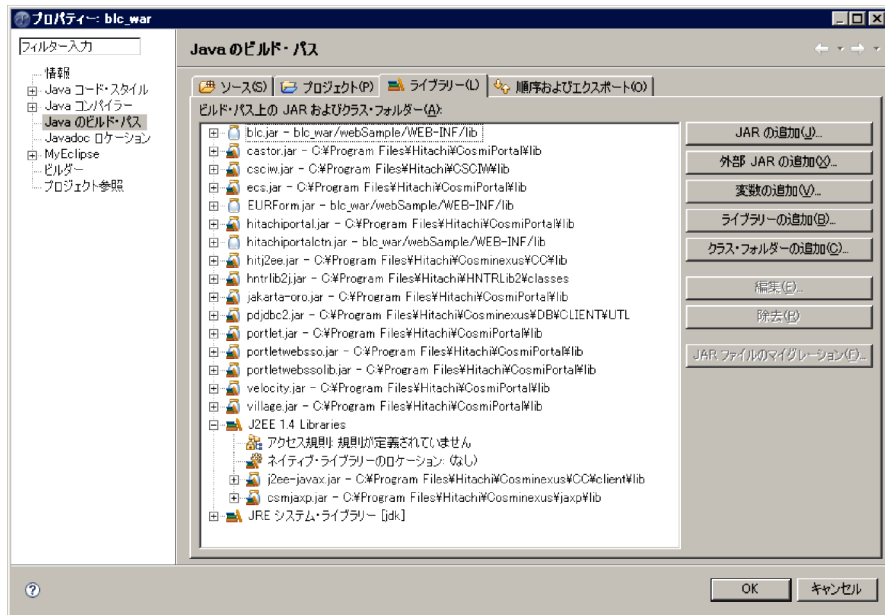 プロパティー: blc_war
フィルター入力
Java のビルド・パス
情報
Java コード・スタイル
Java コンパイラー
Java のビルド・パス
Javadoc ロケーション
MyEclipse
ビルダー
プロジェクト参照
ソース(S)
プロジェクト(P)
ライブラリー(L)
順序およびエクスポート(O)
ビルド・パス上の JAR およびクラス・フォルダー(A):
blc.jar - blc_war/webSample/WEB-INF/lib
castor.jar - C:¥Program Files¥Hitachi¥CosmiPortal¥lib
csciw.jar - C:¥Program Files¥Hitachi¥CSCIW¥lib
ecs.jar - C:¥Program Files¥Hitachi¥CosmiPortal¥lib
EURForm.jar - blc_war/webSample/WEB-INF/lib
hitachiportal.jar - C:¥Program Files¥Hitachi¥CosmiPortal¥lib
hitachiportalctn.jar - blc_war/webSample/WEB-INF/lib
hitj2ee.jar - C:¥Program Files¥Hitachi¥Cosminexus¥CC¥lib
hntrlib2j.jar - C:¥Program Files¥Hitachi¥HNTRLib2¥classes
jakarta-oro.jar - C:¥Program Files¥Hitachi¥CosmiPortal¥lib
pdjdbc2.jar - C:¥Program Files¥Hitachi¥Cosminexus¥DB¥CLIENT¥UTL
portlet.jar - C:¥Program Files¥Hitachi¥CosmiPortal¥lib
portletwebsso.jar - C:¥Program Files¥Hitachi¥CosmiPortal¥lib
portletwebssolib.jar - C:¥Program Files¥Hitachi¥CosmiPortal¥lib
velocity.jar - C:¥Program Files¥Hitachi¥CosmiPortal¥lib
village.jar - C:¥Program Files¥Hitachi¥CosmiPortal¥lib
J2EE 1.4 Libraries
アクセス規則: 規則が定義されていません
ネイティブ・ライブラリーのロケーション: (なし)
j2ee-javax.jar - C:¥Program Files¥Hitachi¥Cosminexus¥CC¥client¥lib
csmjaxp.jar - C:¥Program Files¥Hitachi¥Cosminexus¥jaxp¥lib
JRE システム・ライブラリー [jdk]
JAR の追加(J)...
外部 JAR の追加(X)...
変数の追加(V)...
ライブラリーの追加(B)...
クラス・フォルダーの追加(C)...
編集(E)...
除去(R)
JAR ファイルのマイグレーション(F)...
OK
キャンセル